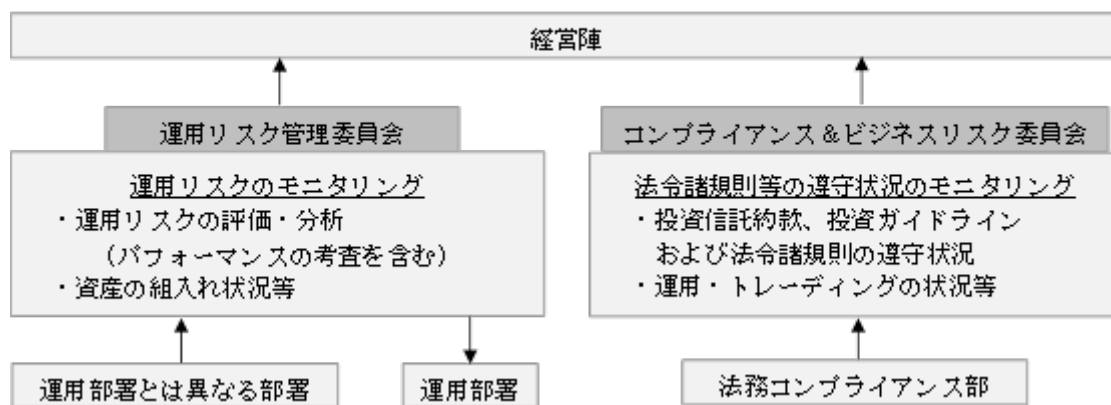 経営陣
運用リスク管理委員会
運用リスクのモニタリング
・運用リスクの評価・分析
（パフォーマンスの考査を含む）
・資産の組入れ状況等
運用部署とは異なる部署
運用部署
コンプライアンス＆ビジネスリスク委員会
法令諸規則等の遵守状況のモニタリング
・投資信託約款、投資ガイドライン
および法令諸規則の遵守状況
・運用・トレーディングの状況等
法務コンプライアンス部